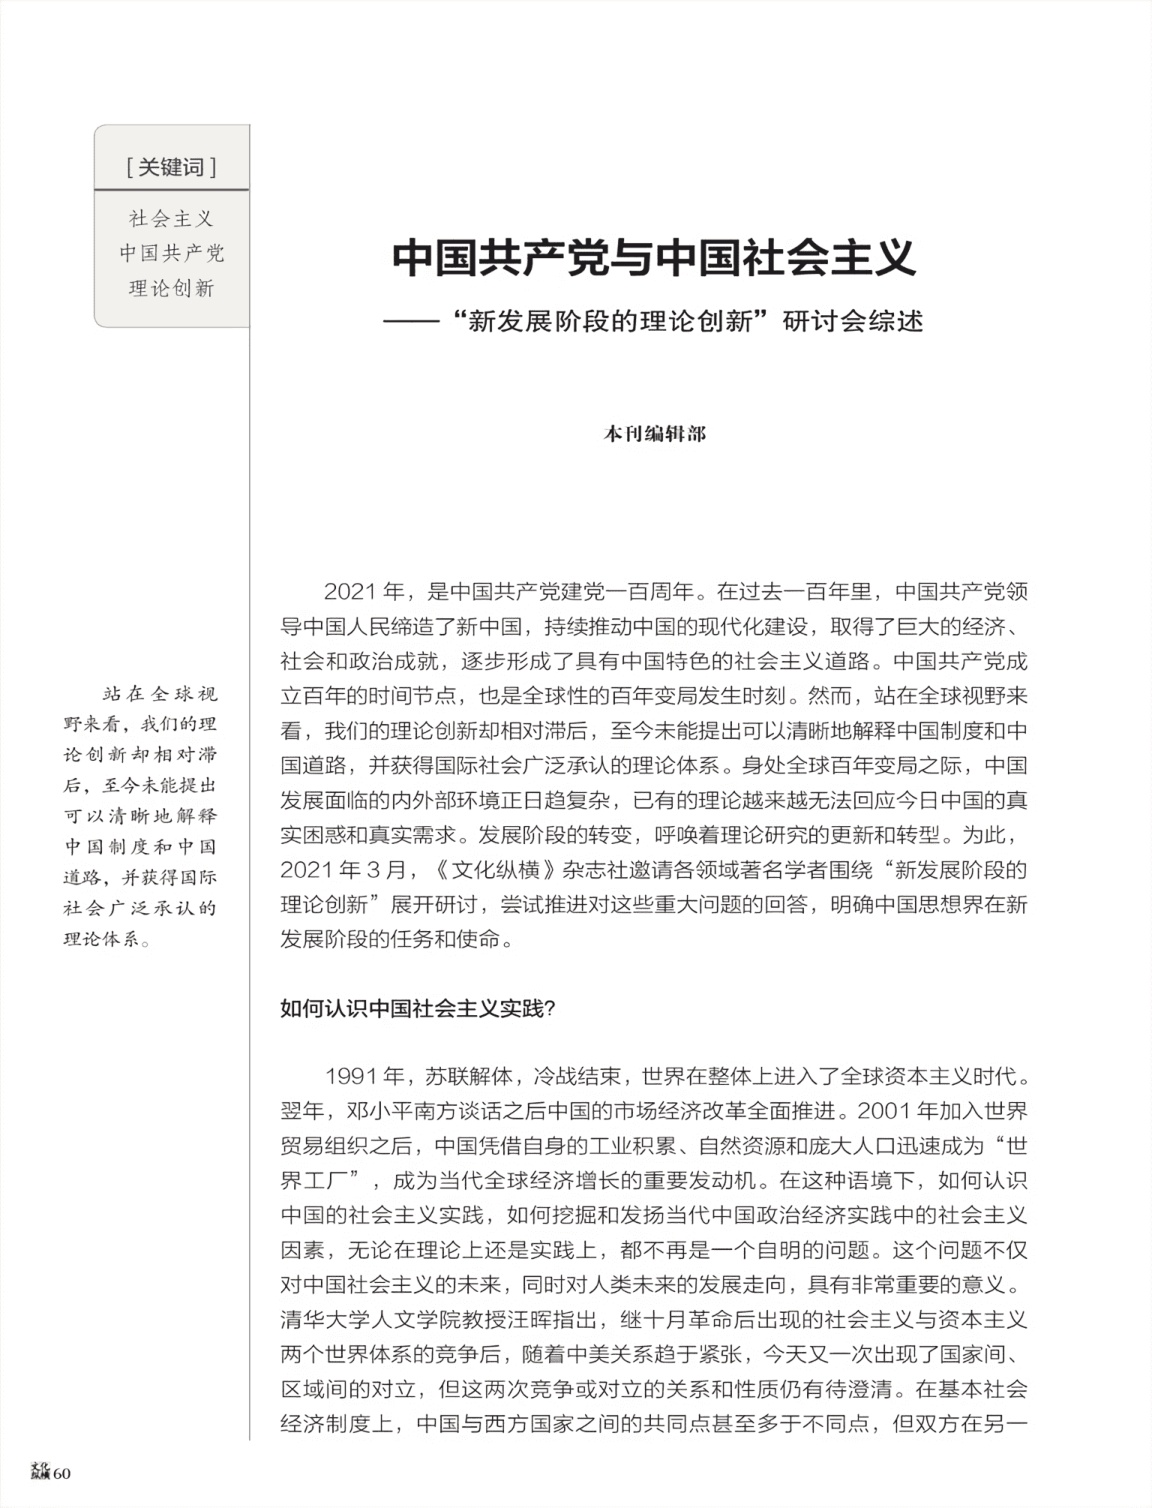 [关键词]
社会主义
中国共产党
理论创新
中国共产党与中国社会主义
——“新发展阶段的理论创新”研讨会综述
本刊编辑部
2021年，是中国共产党建党一百周年。在过去一百年里，中国共产党领
导中国人民缔造了新中国，持续推动中国的现代化建设，取得了巨大的经济、
社会和政治成就，逐步形成了具有中国特色的社会主义道路。中国共产党成
立百年的时间节点，也是全球性的百年变局发生时刻。然而，站在全球视野来
看，我们的理论创新却相对滞后，至今未能提出可以清晰地解释中国制度和中
国道路，并获得国际社会广泛承认的理论体系。身处全球百年变局之际，中国
发展面临的内外部环境正日趋复杂，已有的理论越来越无法回应今日中国的真
实困惑和真实需求。发展阶段的转变，呼唤着理论研究的更新和转型。为此，
2021年3月，《文化纵横》杂志社邀请各领域著名学者围绕“新发展阶段的
理论创新”展开研讨，尝试推进对这些重大问题的回答，明确中国思想界在新
发展阶段的任务和使命。
站在全球视
野来看，我们的理
论创新却相对滞
后，至今未能提出
可以清晰地解释
中国制度和中国
道路，并获得国际
社会广泛承认的
理论体系。
如何认识中国社会主义实践？
1991年，苏联解体，冷战结束，世界在整体上进入了全球资本主义时代。
翌年，邓小平南方谈话之后中国的市场经济改革全面推进。2001年加入世界
贸易组织之后，中国凭借自身的工业积累、自然资源和庞大人口迅速成为“世
界工厂”，成为当代全球经济增长的重要发动机。在这种语境下，如何认识
中国的社会主义实践，如何挖掘和发扬当代中国政治经济实践中的社会主义
因素，无论在理论上还是实践上，都不再是一个自明的问题。这个问题不仅
对中国社会主义的未来，同时对人类未来的发展走向，具有非常重要的意义。
清华大学人文学院教授汪晖指出，继十月革命后出现的社会主义与资本主义
两个世界体系的竞争后，随着中美关系趋于紧张，今天又一次出现了国家间、
区域间的对立，但这两次竞争或对立的关系和性质仍有待澄清。在基本社会
经济制度上，中国与西方国家之间的共同点甚至多于不同点，但双方在另一
文化
纵横 60